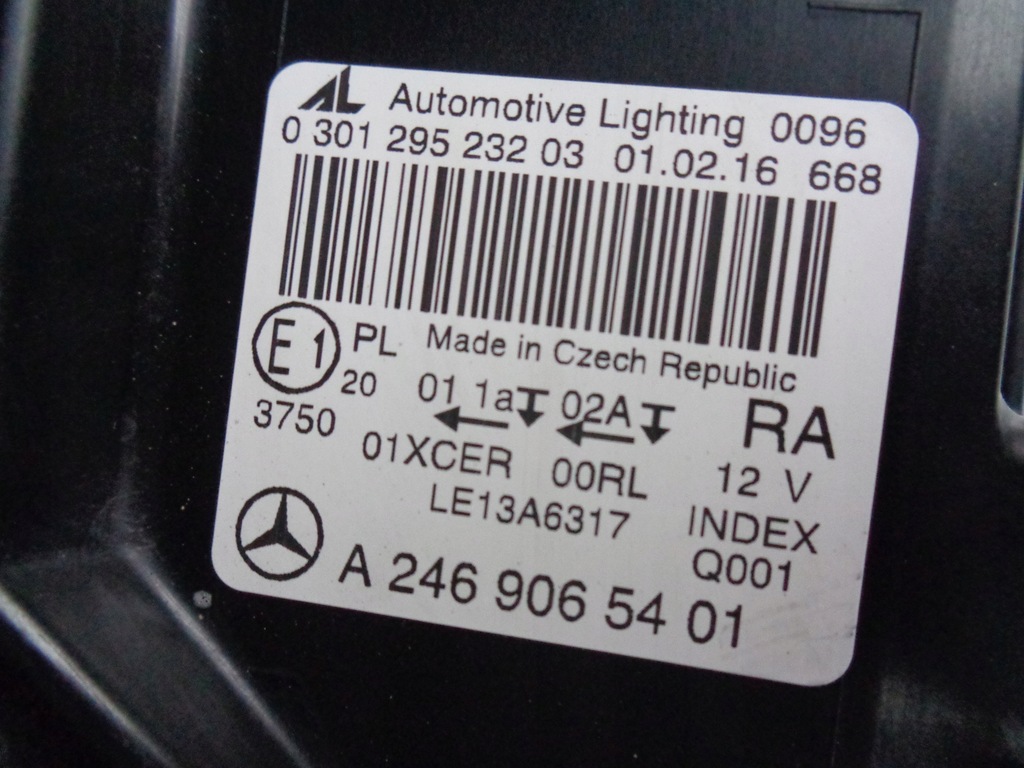 AL Automotive Lighting 0096
0 301 295 232 03 01.02.16 668
E1 PL Made in Czech Republic
20 01 1a 02A RA
3750 01XCER 00RL 12 V
LE13A6317 INDEX
Q001
A 246 906 54 01